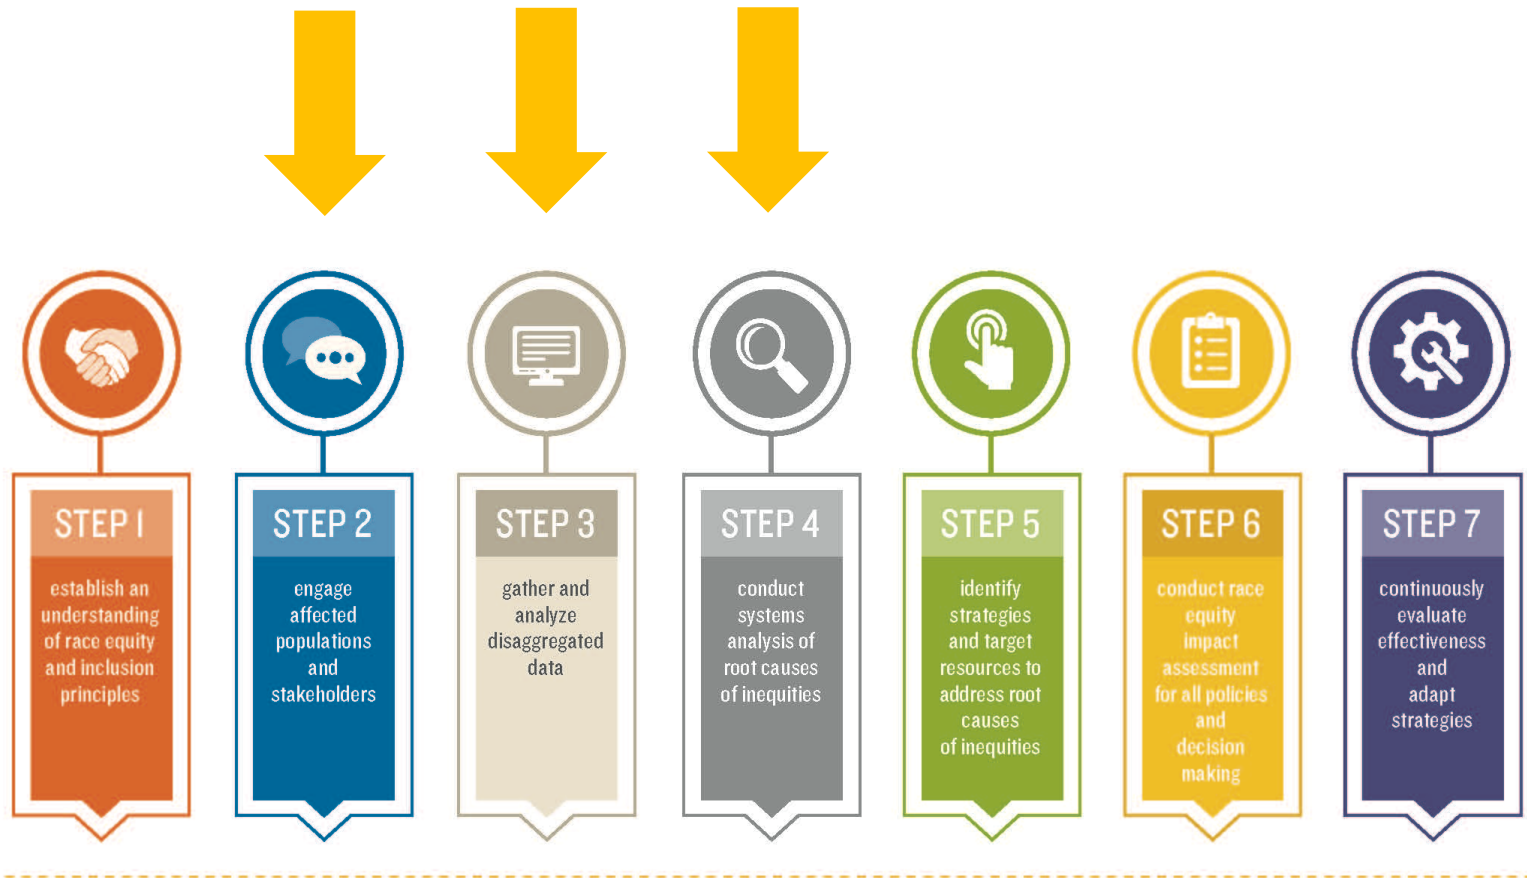 STEP 1
establish an
understanding
of race equity
and inclusion
principles
STEP 2
engage
affected
populations
and
stakeholders
STEP 3
gather and
analyze
disaggregated
data
STEP 4
conduct
systems
analysis of
root causes
of inequities
STEP 5
identify
strategies
and target
resources to
address root
causes
of inequities
STEP 6
conduct race
equity
impact
assessment
for all policies
and
decision
making
STEP 7
continuously
evaluate
effectiveness
and
adapt
strategies